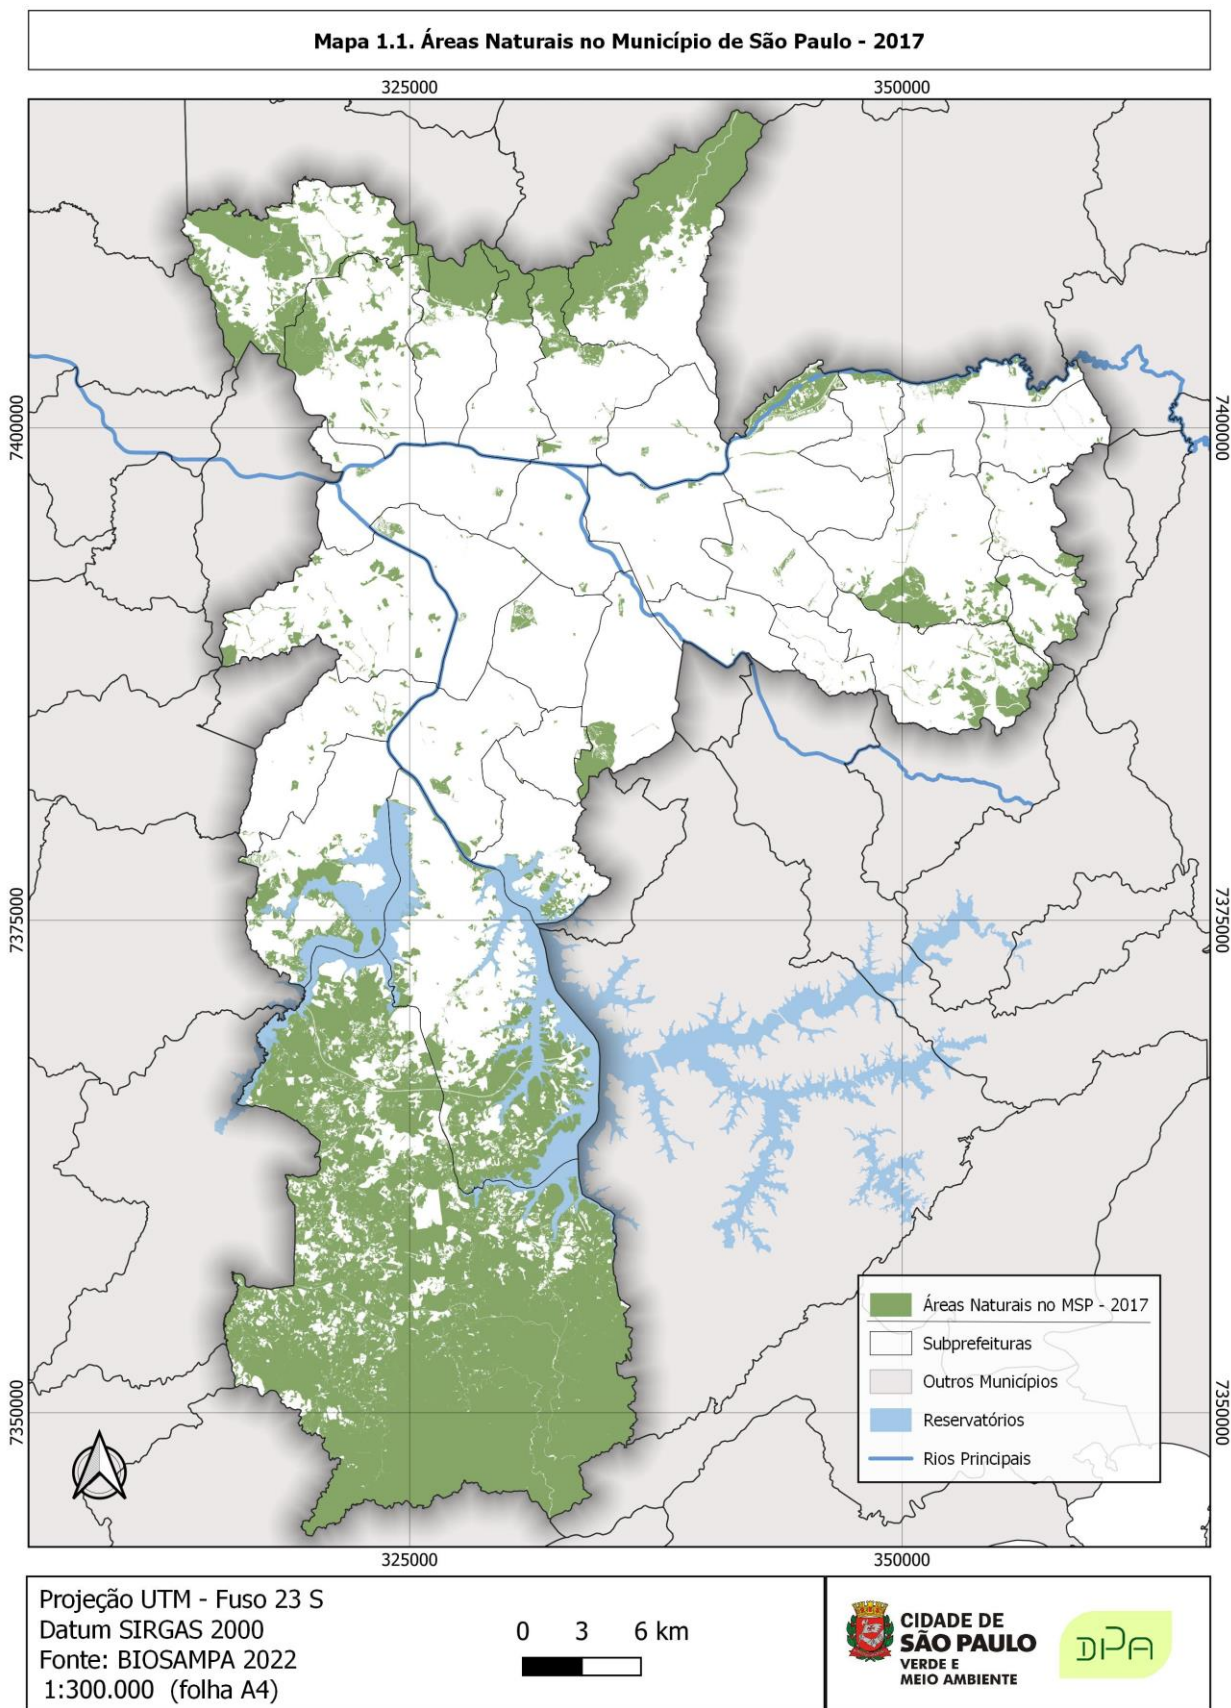 Mapa 1.1. Áreas Naturais no Município de São Paulo - 2017
325000
350000
7400000
7400000
7375000
7375000
7350000
7350000
Áreas Naturais no MSP - 2017
Subprefeituras
Outros Municípios
Reservatórios
Rios Principais
325000
350000
Projeção UTM - Fuso 23 S
Datum SIRGAS 2000
Fonte: BIOSAMPA 2022
1:300.000 (folha A4)
0 3 6 km
CIDADE DE
SÃO PAULO
VERDE E
MEIO AMBIENTE
DPA